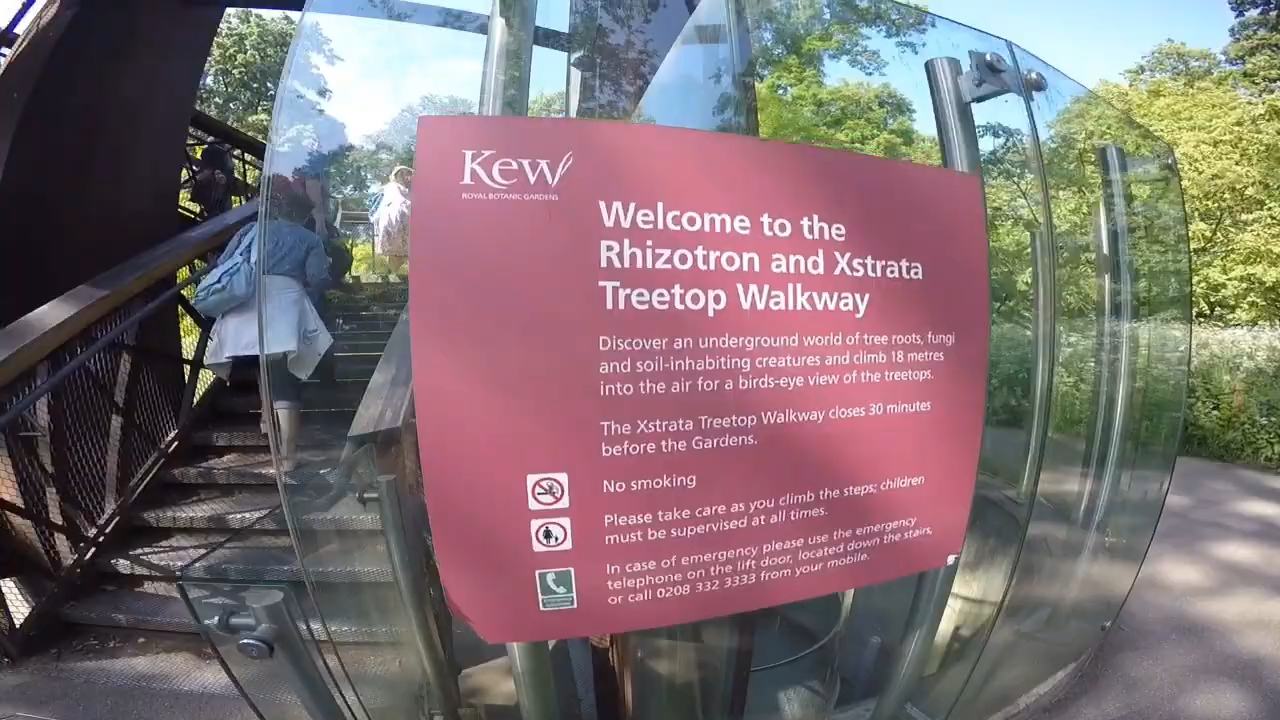 Kew
ROYAL BOTANIC GARDENS
Welcome to the
Rhizotron and Xstrata
Treetop Walkway
Discover an underground world of tree roots, fungi
and soil-inhabiting creatures and climb 18 metres
into the air for a birds-eye view of the treetops.
The Xstrata Treetop Walkway closes 30 minutes
before the Gardens.
No smoking
Please take care as you climb the steps; children
must be supervised at all times.
In case of emergency please use the emergency
telephone on the lift door, located down the stairs,
or call 0208 332 3333 from your mobile.